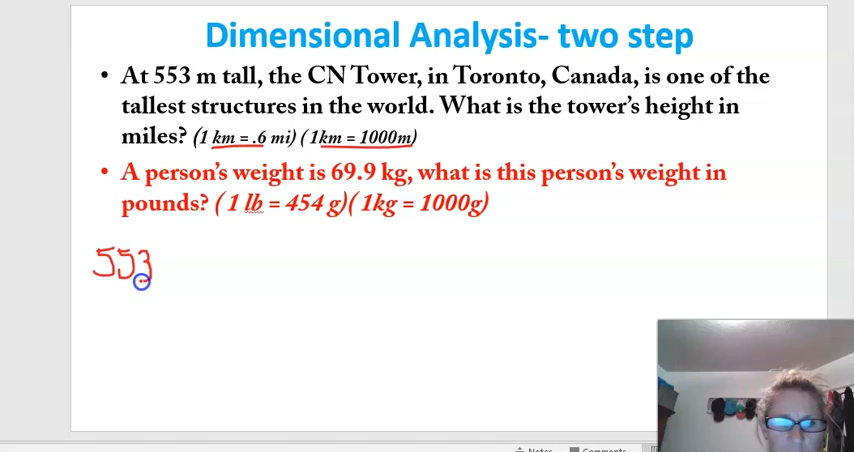 Dimensional Analysis- two step
• At 553 m tall, the CN Tower, in Toronto, Canada, is one of the
tallest structures in the world. What is the tower's height in
miles? (1 km = .6 mi) ( 1km = 1000m)
• A person's weight is 69.9 kg, what is this person's weight in
pounds? ( 1 lb = 454 g)( 1kg = 1000g)
553
Notes Comments